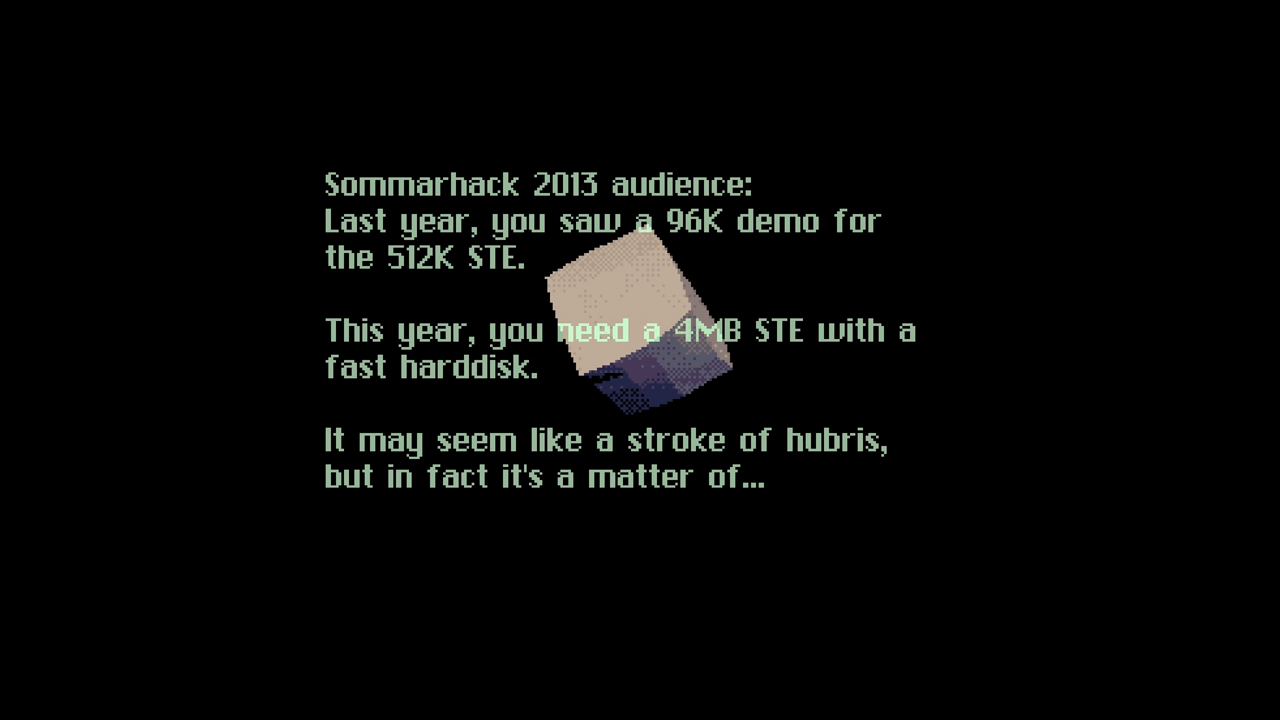 Sommarhack 2013 audience:
Last year, you saw a 96K demo for
the 512K STE.
This year, you need a 4MB STE with a
fast harddisk.
It may seem like a stroke of hubris,
but in fact it's a matter of...